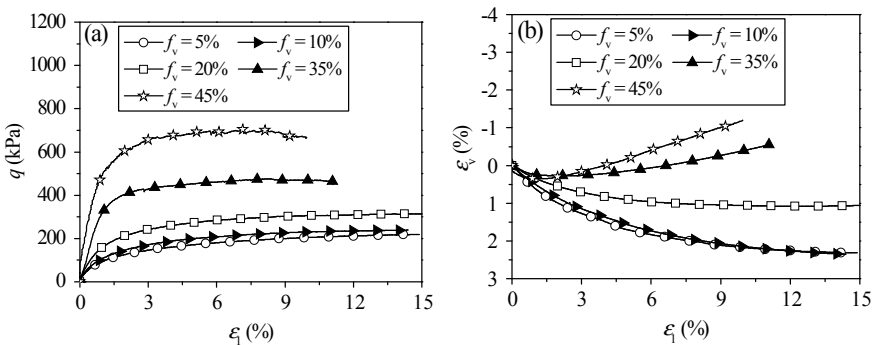 (a)
f_v = 5%
f_v = 10%
f_v = 20%
f_v = 35%
f_v = 45%
q (kPa)
1200
1000
800
600
400
200
0
0 3 6 9 12 15
ε_1 (%)
(b)
f_v = 5%
f_v = 10%
f_v = 20%
f_v = 35%
f_v = 45%
ε_v (%)
-4
-3
-2
-1
0
1
2
3
0 3 6 9 12 15
ε_1 (%)